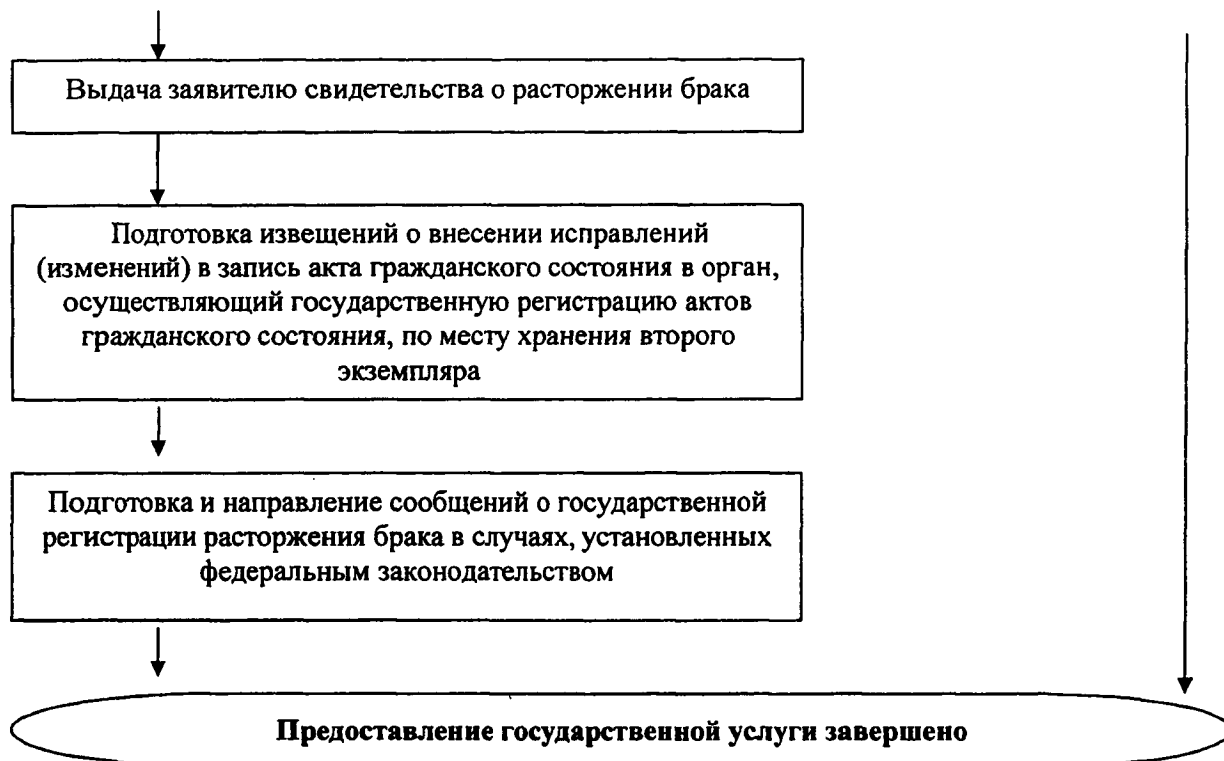 Выдача заявителю свидетельства о расторжении брака
Подготовка извещений о внесении исправлений
(изменений) в запись акта гражданского состояния в орган,
осуществляющий государственную регистрацию актов
гражданского состояния, по месту хранения второго
экземпляра
Подготовка и направление сообщений о государственной
регистрации расторжения брака в случаях, установленных
федеральным законодательством
Предоставление государственной услуги завершено